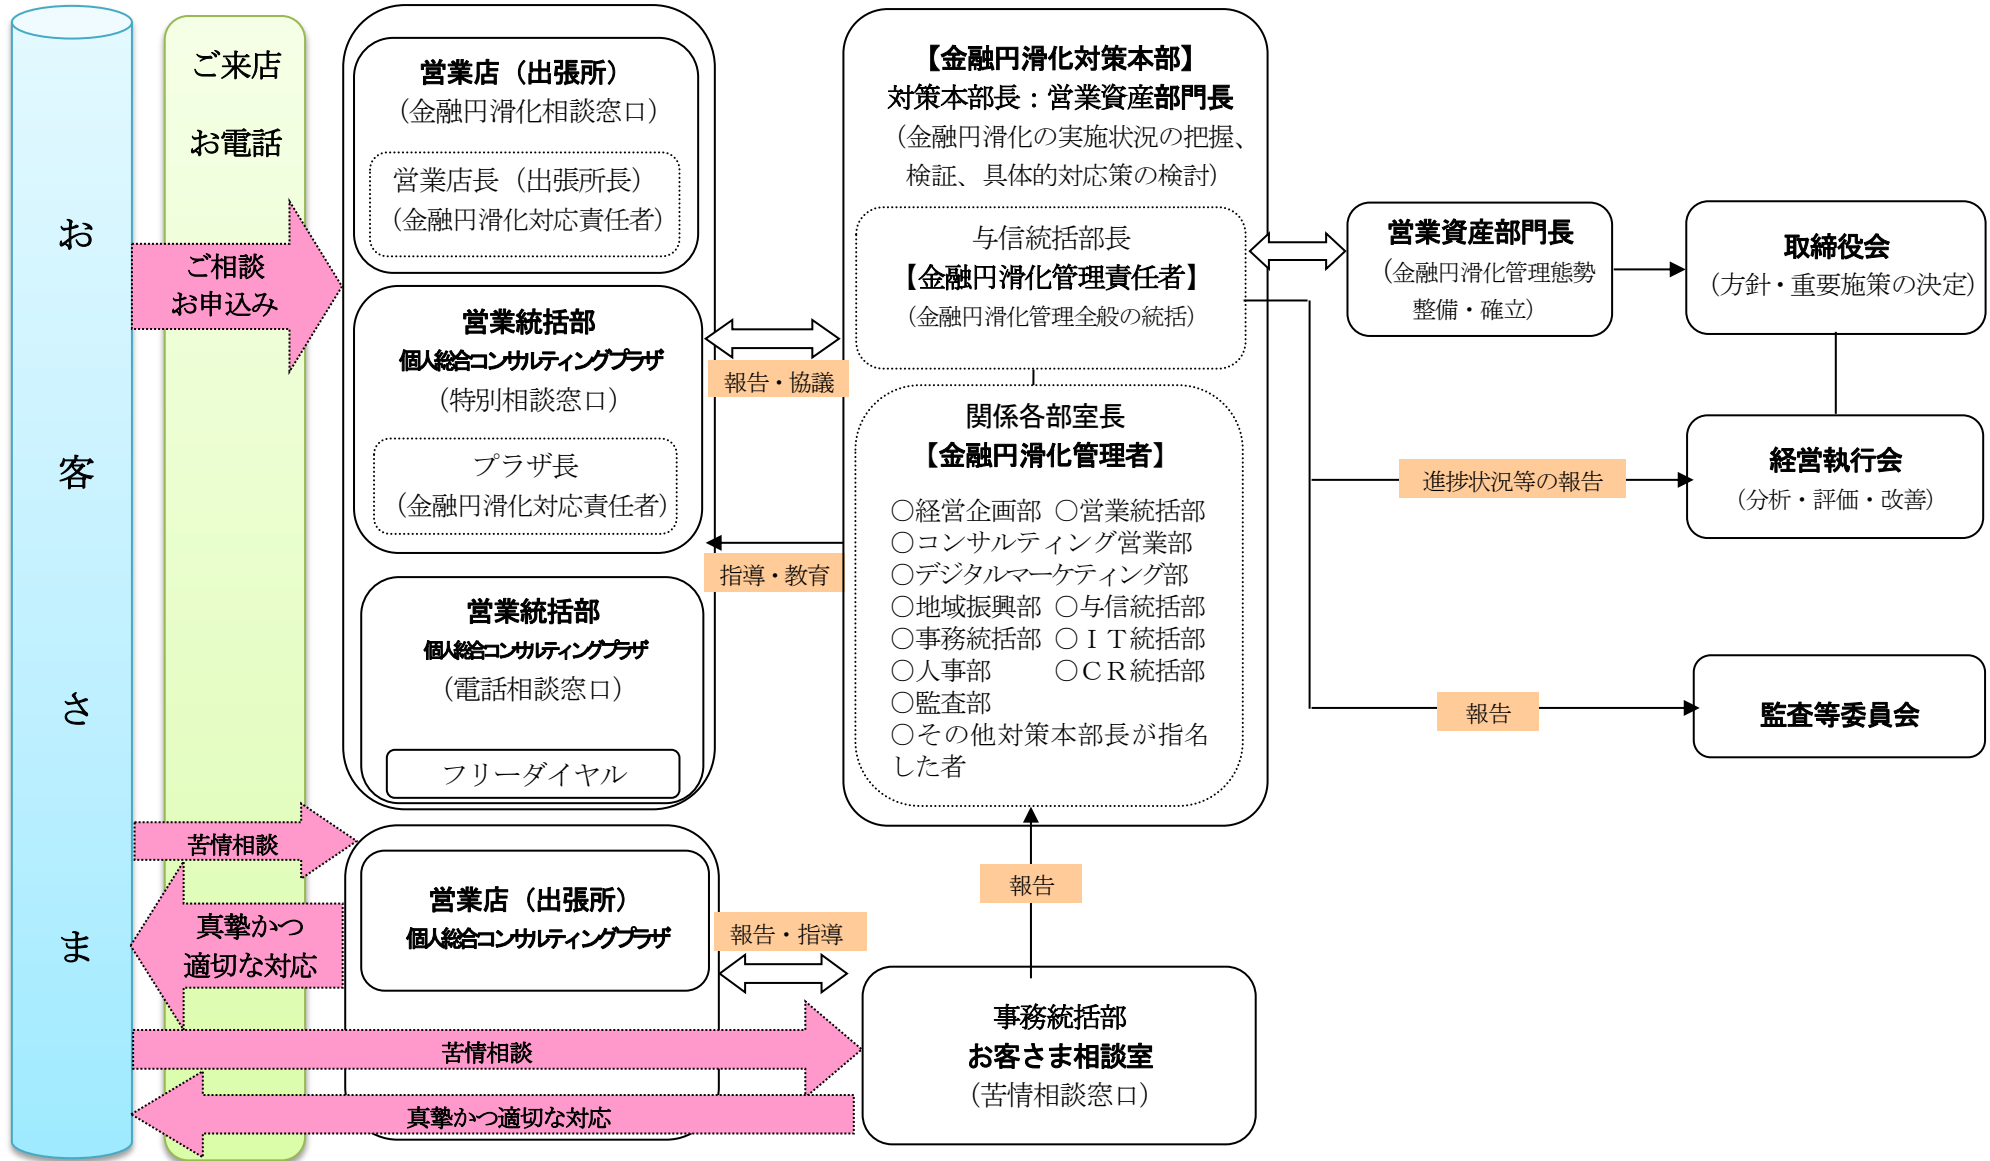 お
客
さ
ま
ご来店
お電話
ご相談
お申込み
営業店（出張所）
（金融円滑化相談窓口）
営業店長（出張所長）
（金融円滑化対応責任者）
営業統括部
個人総合コンサルティングプラザ
（特別相談窓口）
プラザ長
（金融円滑化対応責任者）
営業統括部
個人総合コンサルティングプラザ
（電話相談窓口）
フリーダイヤル
報告・協議
指導・教育
【金融円滑化対策本部】
対策本部長：営業資産部門長
（金融円滑化の実施状況の把握、
検証、具体的対応策の検討）
与信統括部長
【金融円滑化管理責任者】
（金融円滑化管理全般の統括）
関係各部室長
【金融円滑化管理者】
○経営企画部 ○営業統括部
○コンサルティング営業部
○デジタルマーケティング部
○地域振興部 ○与信統括部
○事務統括部 ○ＩＴ統括部
○人事部 ○ＣＲ統括部
○監査部
○その他対策本部長が指名
した者
営業資産部門長
（金融円滑化管理態勢
整備・確立）
取締役会
（方針・重要施策の決定）
進捗状況等の報告
経営執行会
（分析・評価・改善）
報告
監査等委員会
苦情相談
真摯かつ
適切な対応
営業店（出張所）
個人総合コンサルティングプラザ
報告・指導
報告
苦情相談
真摯かつ適切な対応
事務統括部
お客さま相談室
（苦情相談窓口）